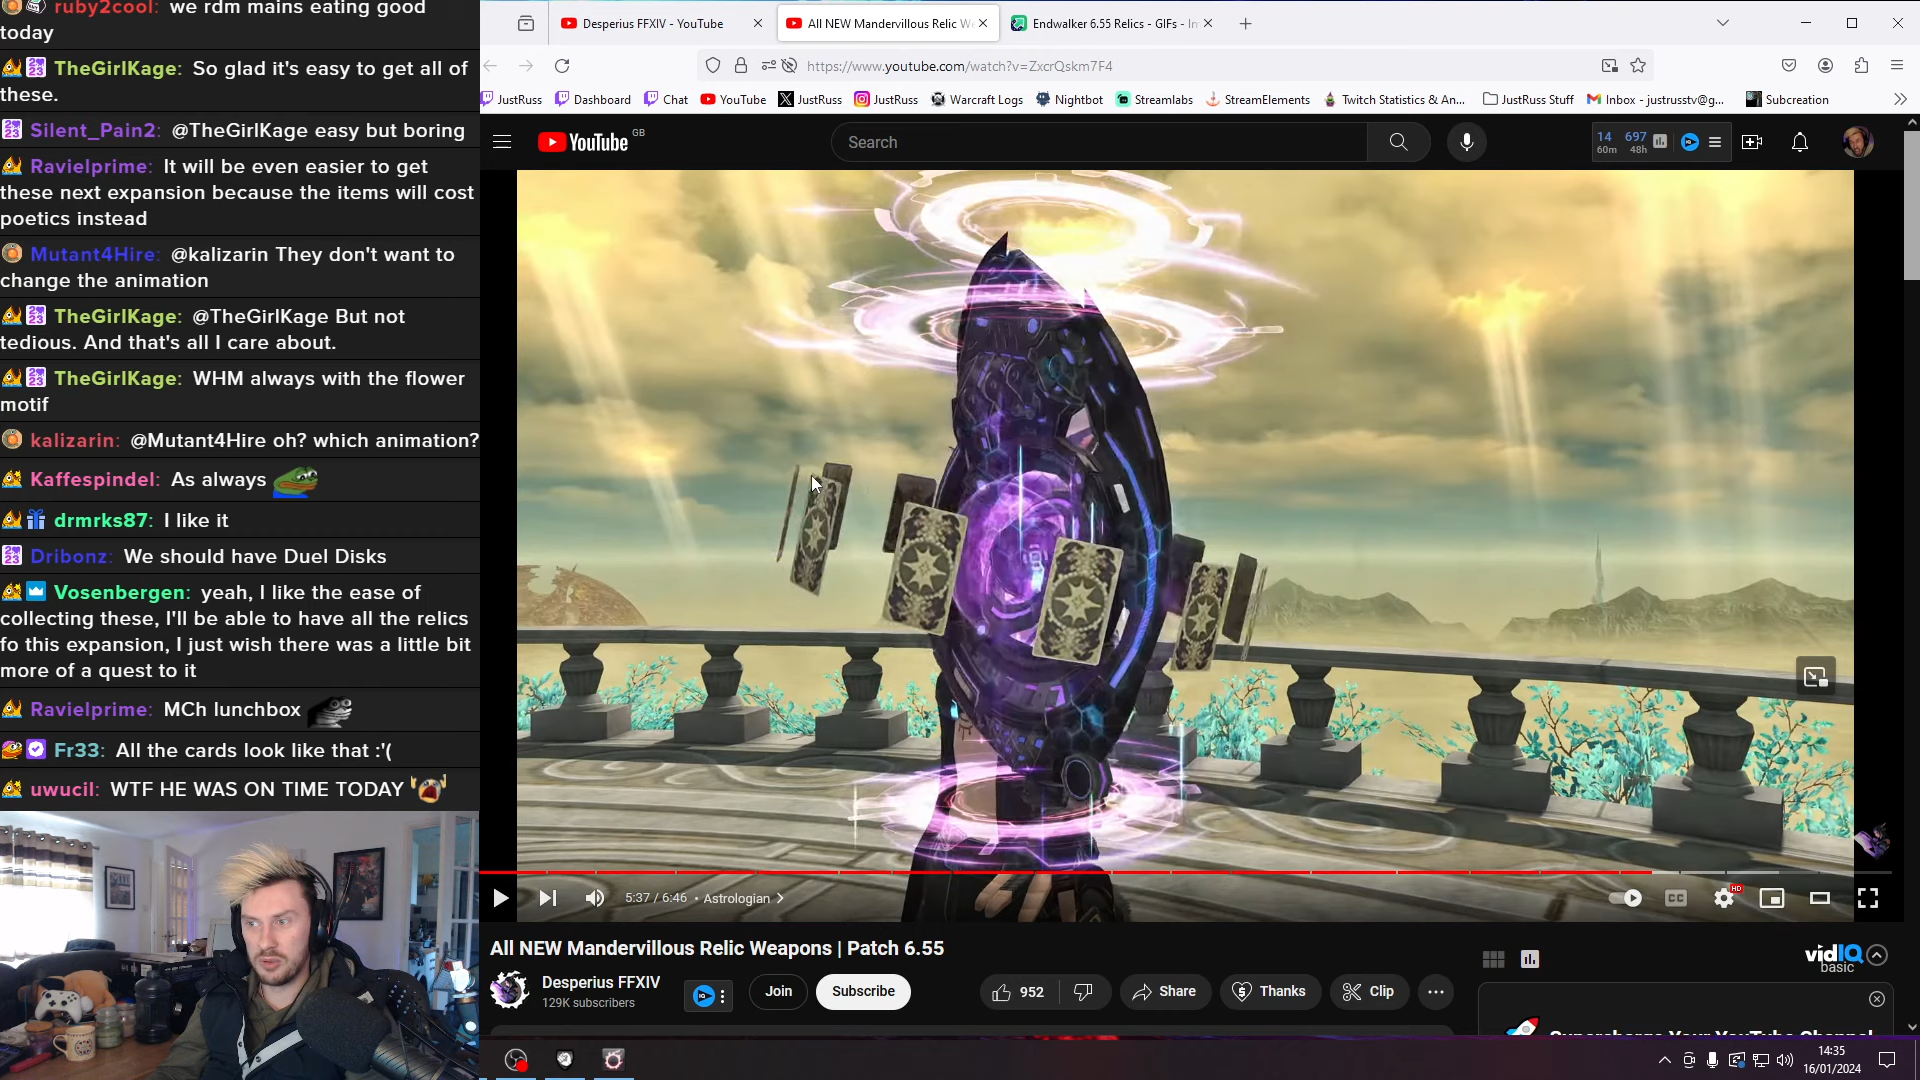 ruby2cool: we rdm mains eating good
today
TheGirlKage: So glad it's easy to get all of
these.
Silent_Pain2: @TheGirlKage easy but boring
Ravielprime: It will be even easier to get
these next expansion because the items will cost
poetics instead
Mutant4Hire: @kalizarin They don't want to
change the animation
TheGirlKage: @TheGirlKage But not
tedious. And that's all I care about.
TheGirlKage: WHM always with the flower
motif
kalizarin: @Mutant4Hire oh? which animation?
Kaffespindel: As always
drmrks87: I like it
Dribonz: We should have Duel Disks
Vosenbergen: yeah, I like the ease of
collecting these, I'll be able to have all the relics
fo this expansion, I just wish there was a little bit
more of a quest to it
Ravielprime: MCh lunchbox
Fr33: All the cards look like that :'(
uwucil: WTF HE WAS ON TIME TODAY
Desperius FFXIV - YouTube
All NEW Mandervillous Relic We
Endwalker 6.55 Relics - GIFs - Im
https://www.youtube.com/watch?v=ZxcrQskm7F4
JustRuss Dashboard Chat YouTube JustRuss JustRuss Warcraft Logs Nightbot Streamlabs StreamElements Twitch Statistics & An... JustRuss Stuff Inbox - justrusstv@g... Subcreation
YouTube GB
Search
14 697
60m 48h
5:37 / 6:46 • Astrologian
CC
HD
All NEW Mandervillous Relic Weapons | Patch 6.55
Desperius FFXIV
129K subscribers
Join
Subscribe
952
Share
Thanks
Clip
vidIQ
basic
Supercharge Your YouTube Channel
14:35
16/01/2024